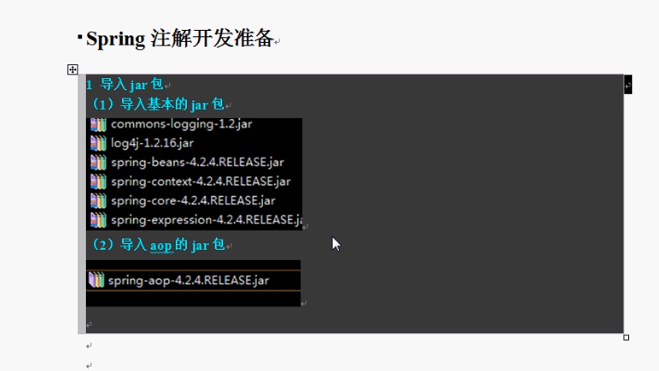 Spring 注解开发准备
1 导入 jar 包
（1）导入基本的 jar 包
commons-logging-1.2.jar
log4j-1.2.16.jar
spring-beans-4.2.4.RELEASE.jar
spring-context-4.2.4.RELEASE.jar
spring-core-4.2.4.RELEASE.jar
spring-expression-4.2.4.RELEASE.ja
（2）导入 aop 的 jar 包
spring-aop-4.2.4.RELEASE.jar